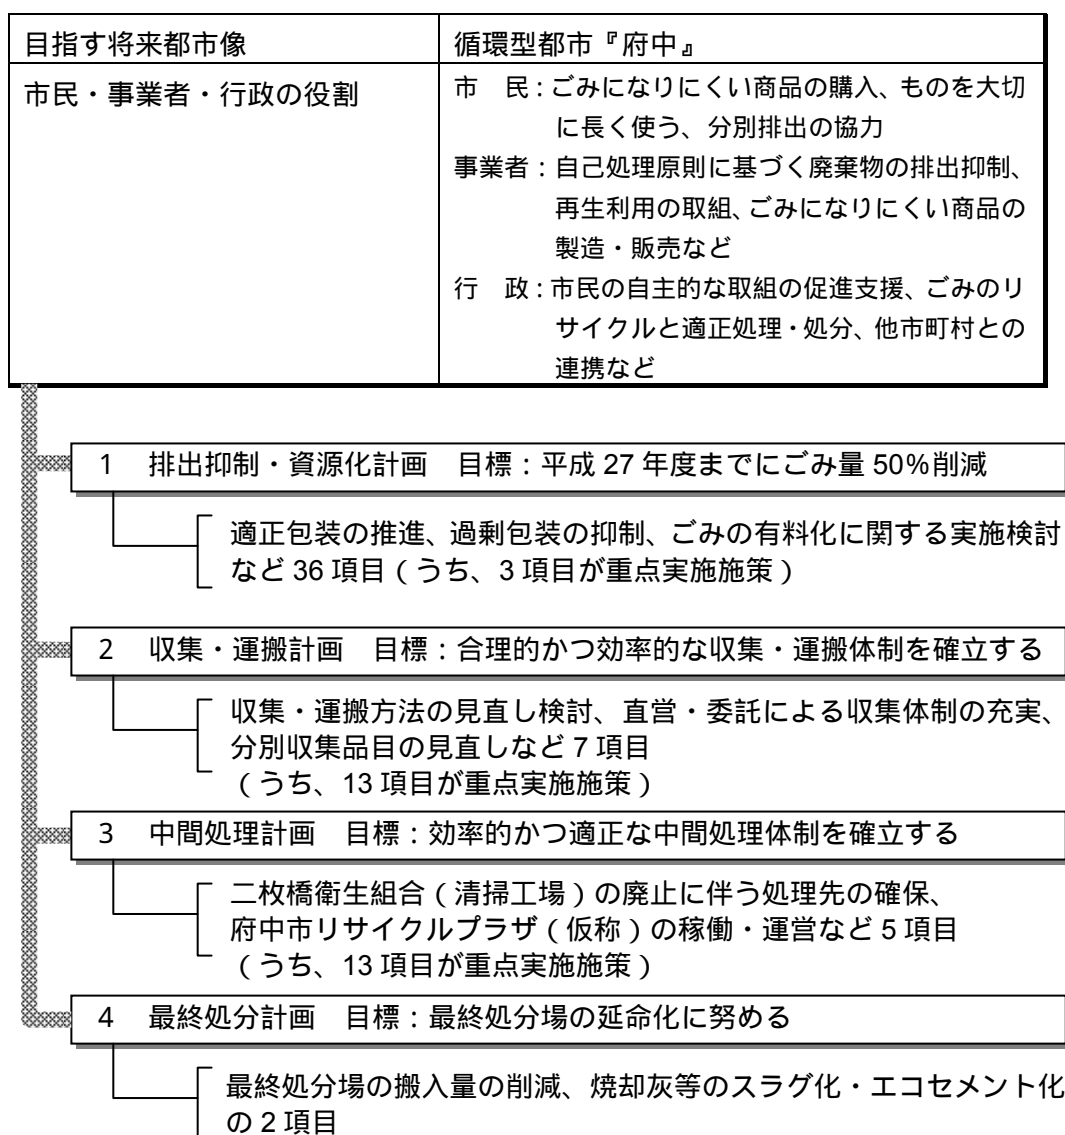 目指す将来都市像
循環型都市『府中』
市民・事業者・行政の役割
市　民：ごみになりにくい商品の購入、ものを大切
に長く使う、分別排出の協力
事業者：自己処理原則に基づく廃棄物の排出抑制、
再生利用の取組、ごみになりにくい商品の
製造・販売など
行　政：市民の自主的な取組の促進支援、ごみのリ
サイクルと適正処理・処分、他市町村との
連携など
1　排出抑制・資源化計画　目標：平成 27 年度までにごみ量 50%削減
適正包装の推進、過剰包装の抑制、ごみの有料化に関する実施検討
など 36 項目（うち、3 項目が重点実施施策）
2　収集・運搬計画　目標：合理的かつ効率的な収集・運搬体制を確立する
収集・運搬方法の見直し検討、直営・委託による収集体制の充実、
分別収集品目の見直しなど 7 項目
（うち、13 項目が重点実施施策）
3　中間処理計画　目標：効率的かつ適正な中間処理体制を確立する
二枚橋衛生組合（清掃工場）の廃止に伴う処理先の確保、
府中市リサイクルプラザ（仮称）の稼働・運営など 5 項目
（うち、13 項目が重点実施施策）
4　最終処分計画　目標：最終処分場の延命化に努める
最終処分場の搬入量の削減、焼却灰等のスラグ化・エコセメント化
の 2 項目